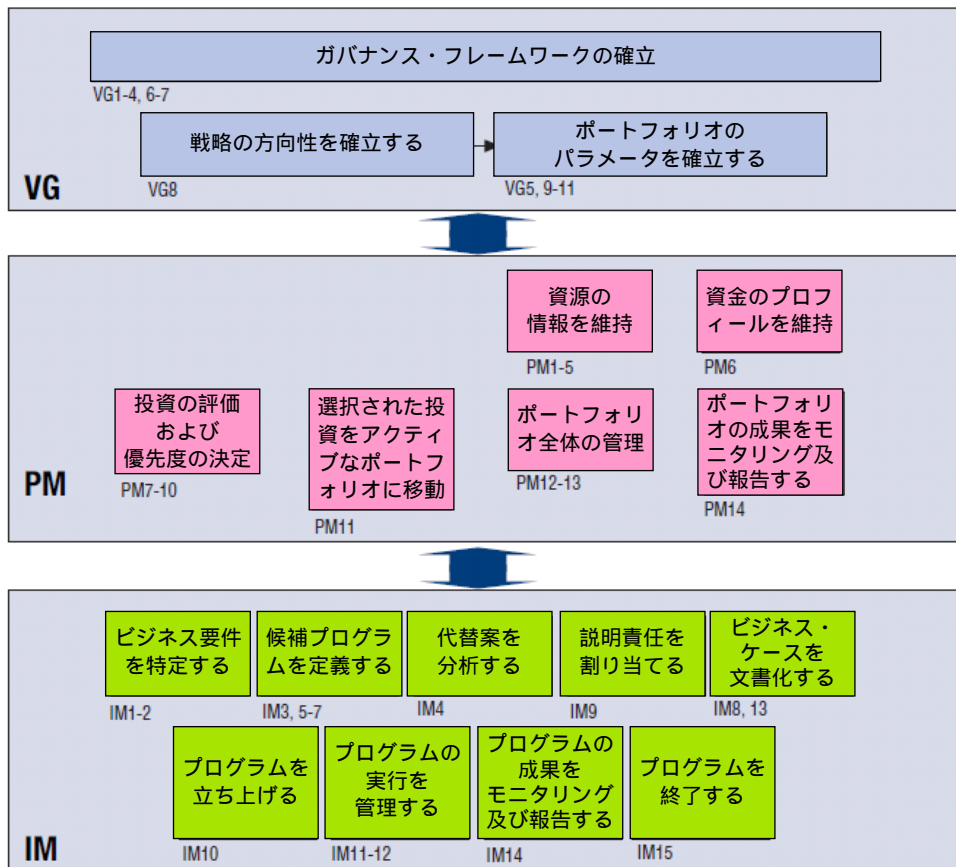 ガバナンス・フレームワークの確立
VG1-4, 6-7
戦略の方向性を確立する
VG8
ポートフォリオの
パラメータを確立する
VG5, 9-11
VG
資源の
情報を維持
PM1-5
資金のプロフ
ィールを維持
PM6
投資の評価
および
優先度の決定
PM7-10
選択された投
資をアクティ
ブなポートフ
ォリオに移動
PM11
ポートフォリ
オ全体の管理
PM12-13
ポートフォリ
オの成果をモ
ニタリング及
び報告する
PM14
PM
ビジネス要件
を特定する
IM1-2
候補プログラ
ムを定義する
IM3, 5-7
代替案を
分析する
IM4
説明責任を
割り当てる
IM9
ビジネス・
ケースを
文書化する
IM8, 13
プログラムを
立ち上げる
IM10
プログラムの
実行を
管理する
IM11-12
プログラムの
成果を
モニタリング
及び報告する
IM14
プログラムを
終了する
IM15
IM